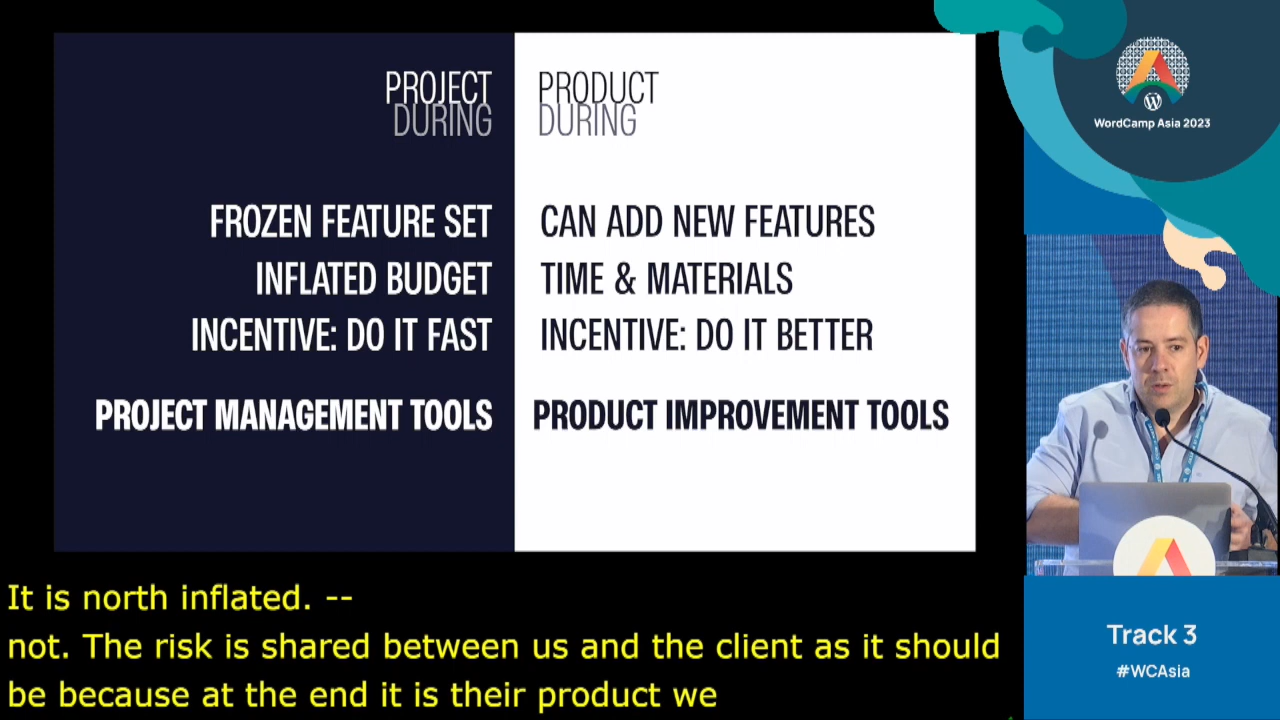 PROJECT
DURING
FROZEN FEATURE SET
INFLATED BUDGET
INCENTIVE: DO IT FAST
PROJECT MANAGEMENT TOOLS
PRODUCT
DURING
CAN ADD NEW FEATURES
TIME & MATERIALS
INCENTIVE: DO IT BETTER
PRODUCT IMPROVEMENT TOOLS
WordCamp Asia 2023
Track 3
#WCAsia
It is north inflated. --
not. The risk is shared between us and the client as it should
be because at the end it is their product we